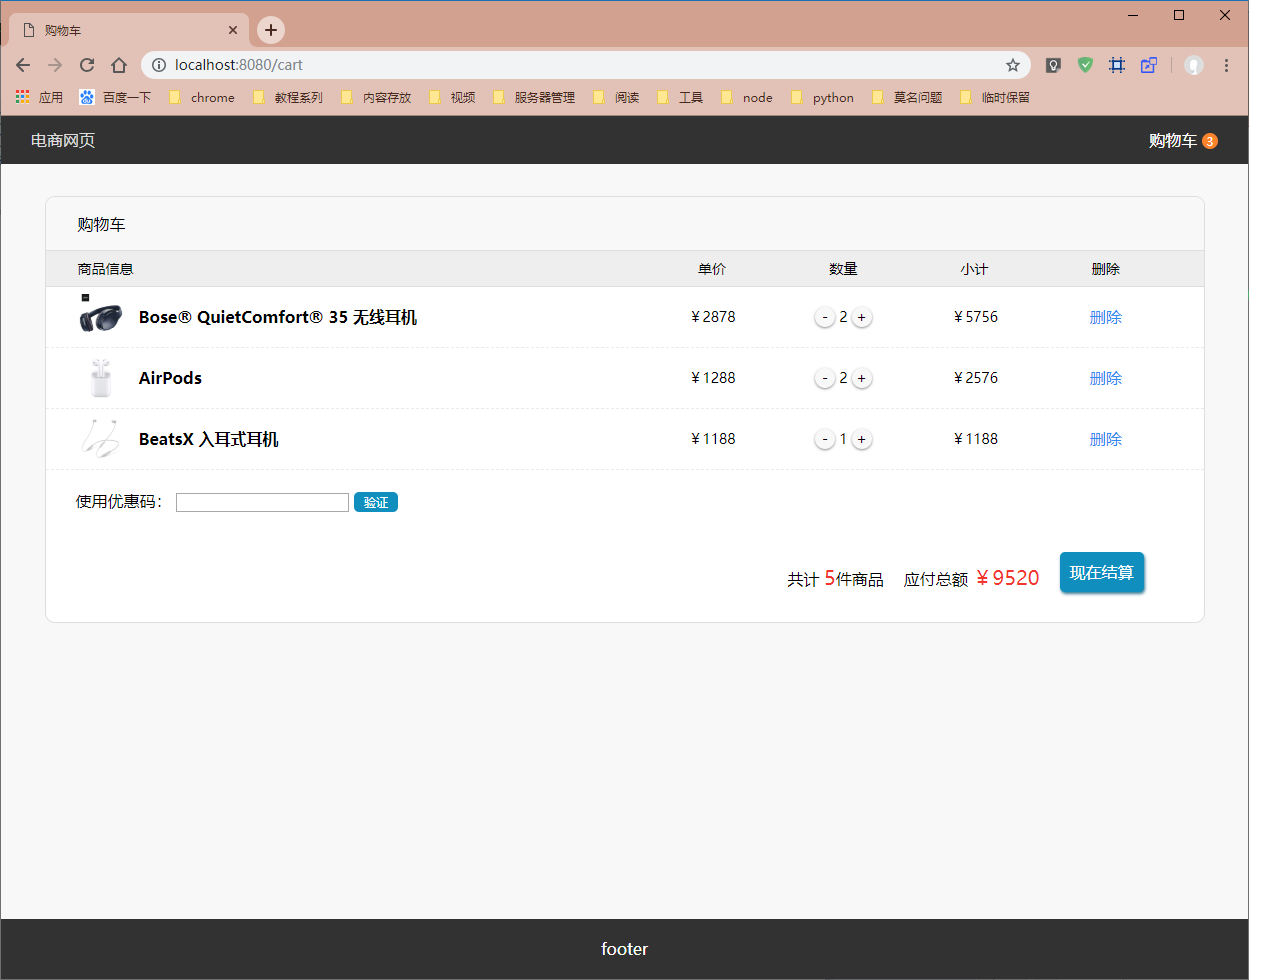 购物车
localhost:8080/cart
应用 百度一下 chrome 教程系列 内容存放 视频 服务器管理 阅读 工具 node python 莫名问题 临时保留
电商网页 购物车 3
购物车
商品信息 单价 数量 小计 删除
Bose® QuietComfort® 35 无线耳机 ¥2878 - 2 + ¥5756 删除
AirPods ¥1288 - 2 + ¥2576 删除
BeatsX 入耳式耳机 ¥1188 - 1 + ¥1188 删除
使用优惠码： 验证
共计 5件商品 应付总额 ¥9520 现在结算
footer